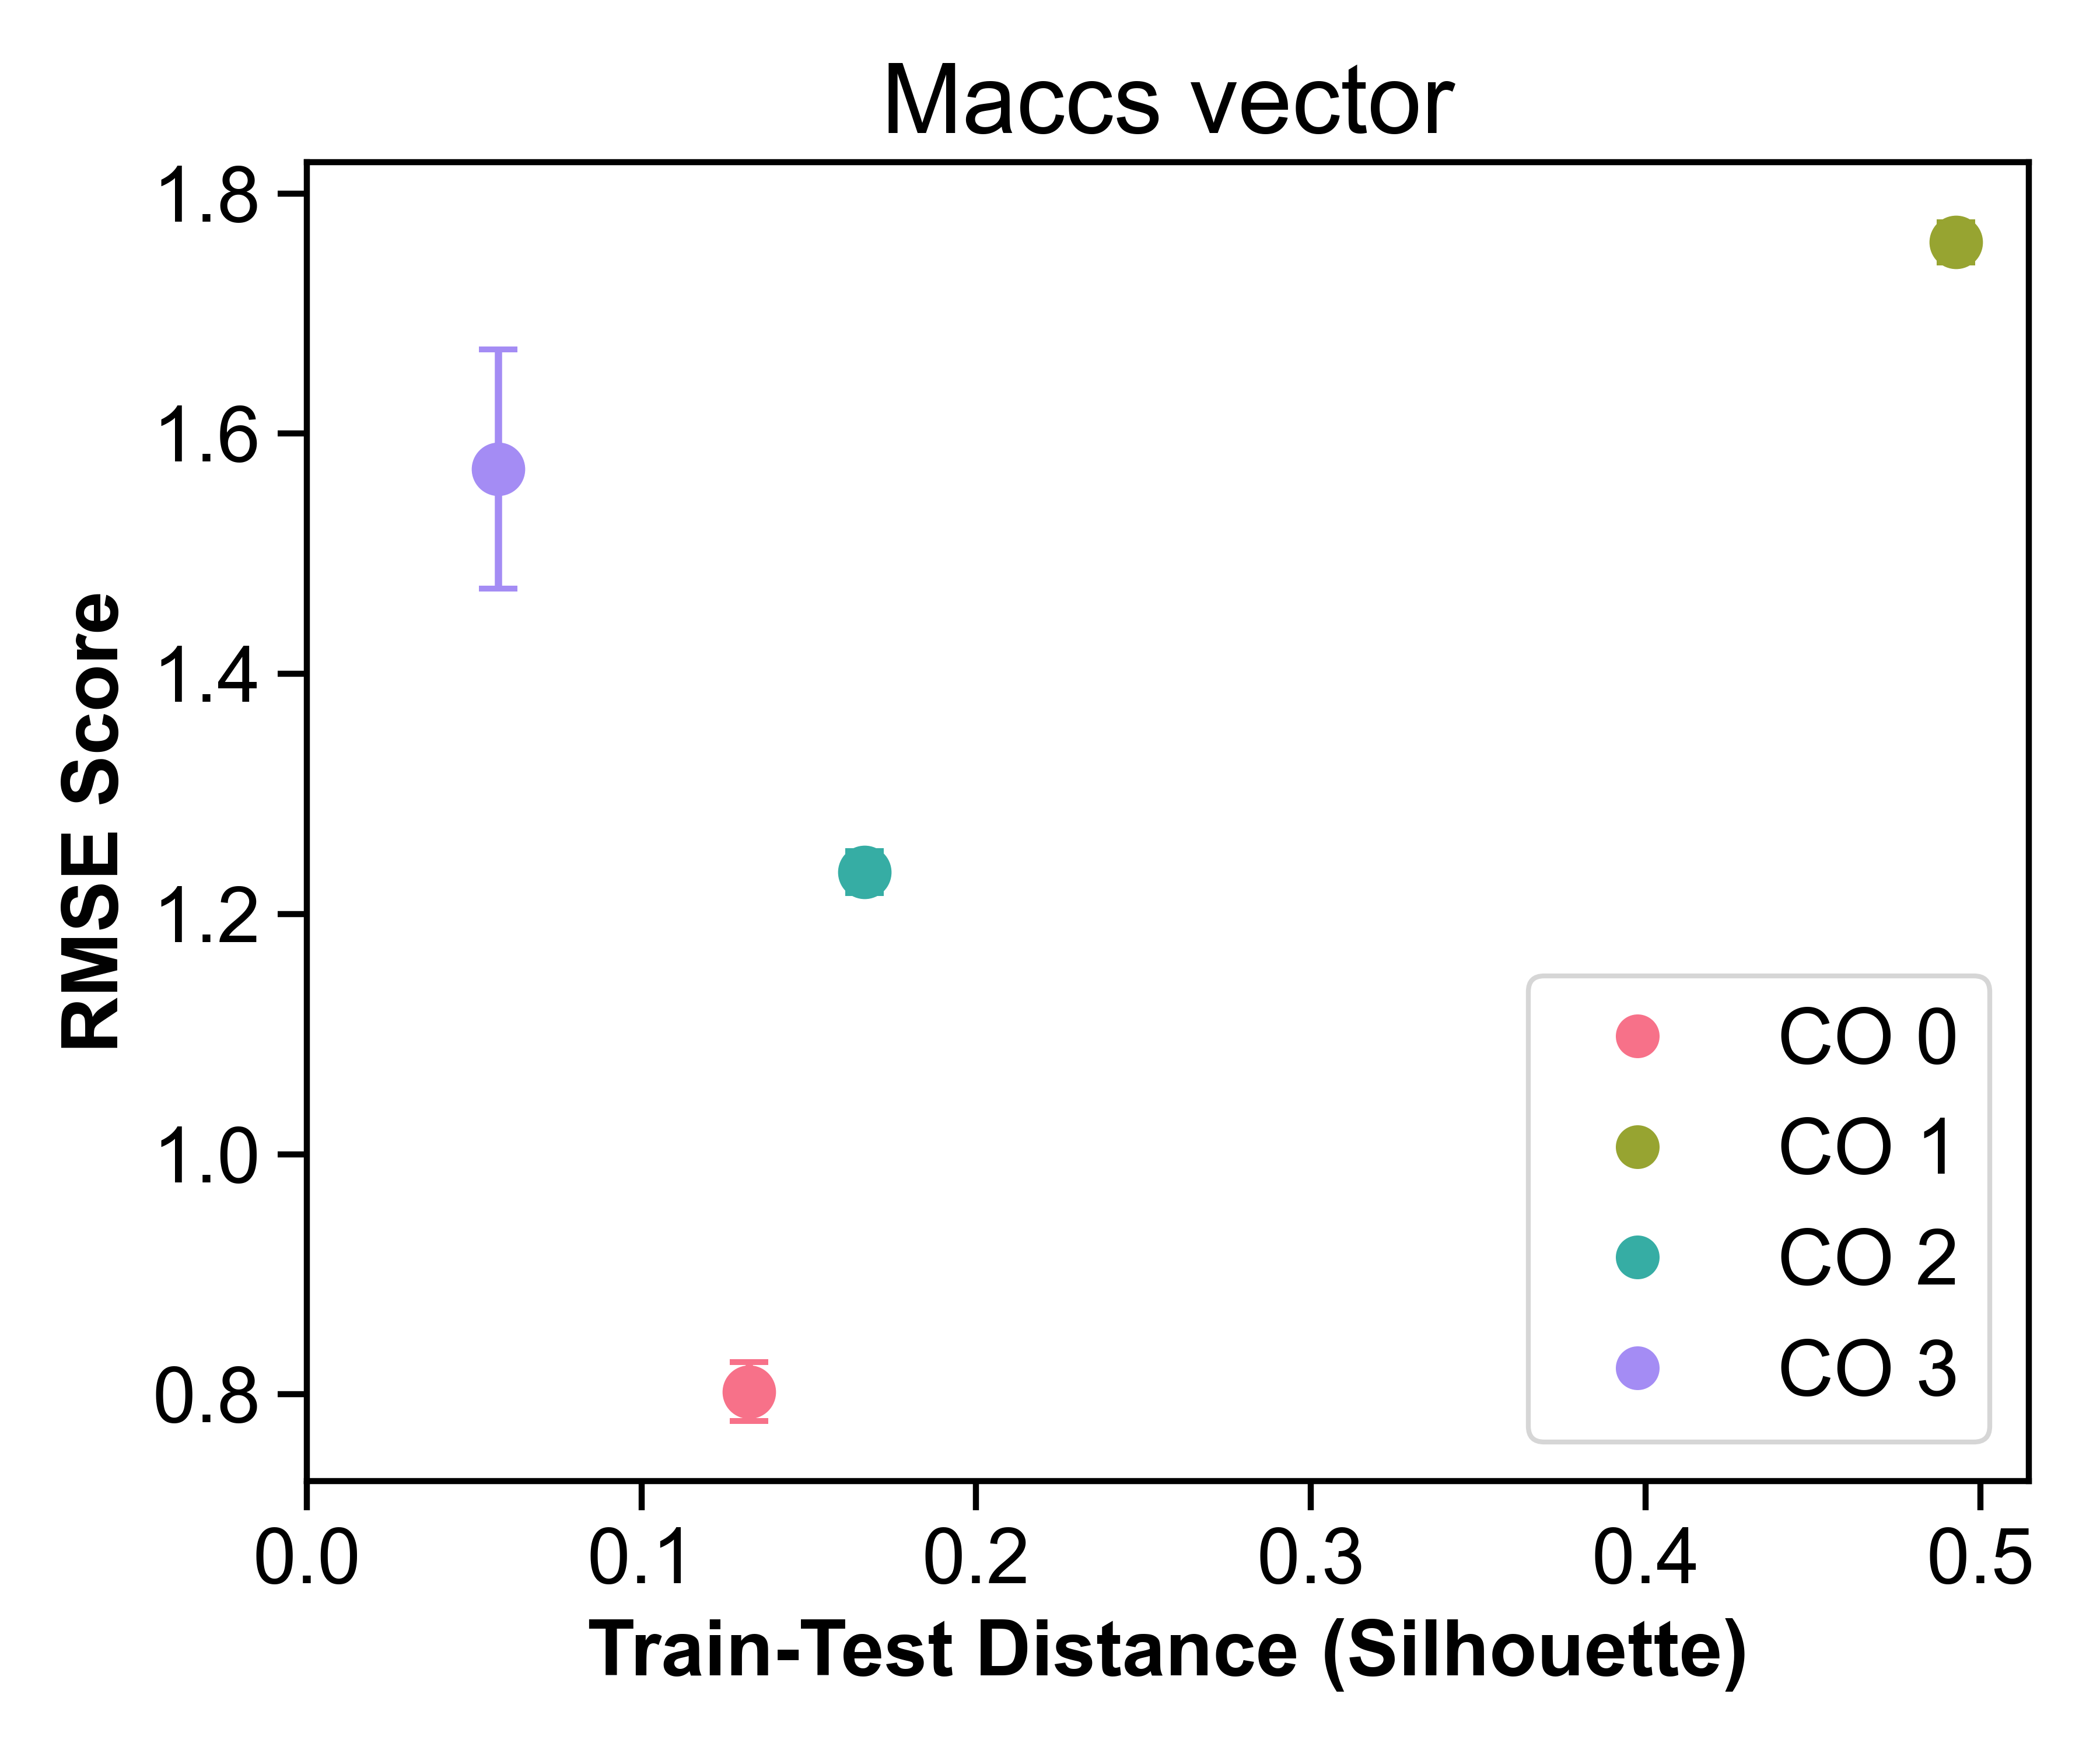 Maccs vector
RMSE Score
1.8
1.6
1.4
1.2
1.0
0.8
CO 0
CO 1
CO 2
CO 3
0.0 0.1 0.2 0.3 0.4 0.5
Train-Test Distance (Silhouette)